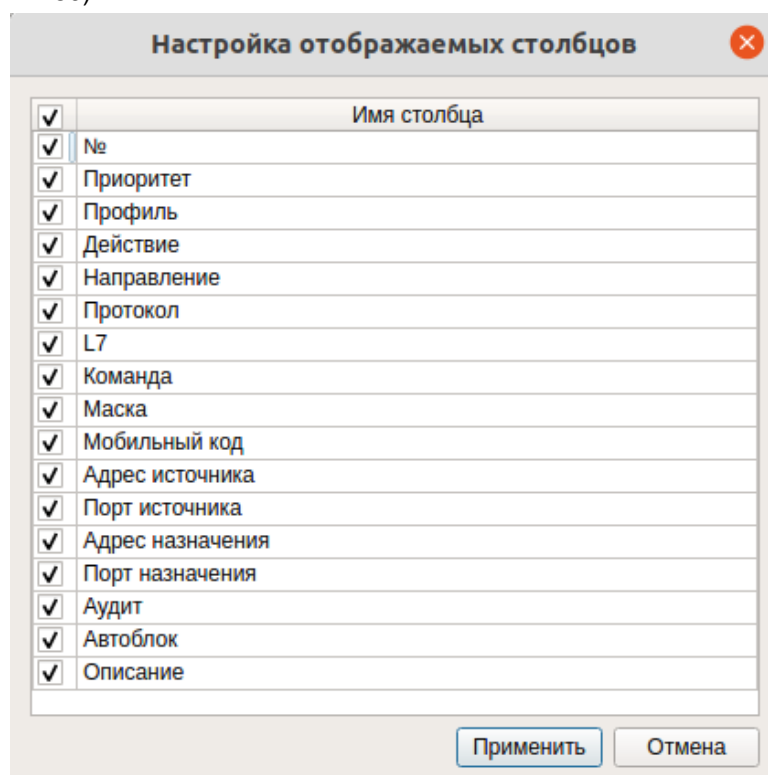 Настройка отображаемых столбцов
Имя столбца
№
Приоритет
Профиль
Действие
Направление
Протокол
L7
Команда
Маска
Мобильный код
Адрес источника
Порт источника
Адрес назначения
Порт назначения
Аудит
Автоблок
Описание
Применить Отмена